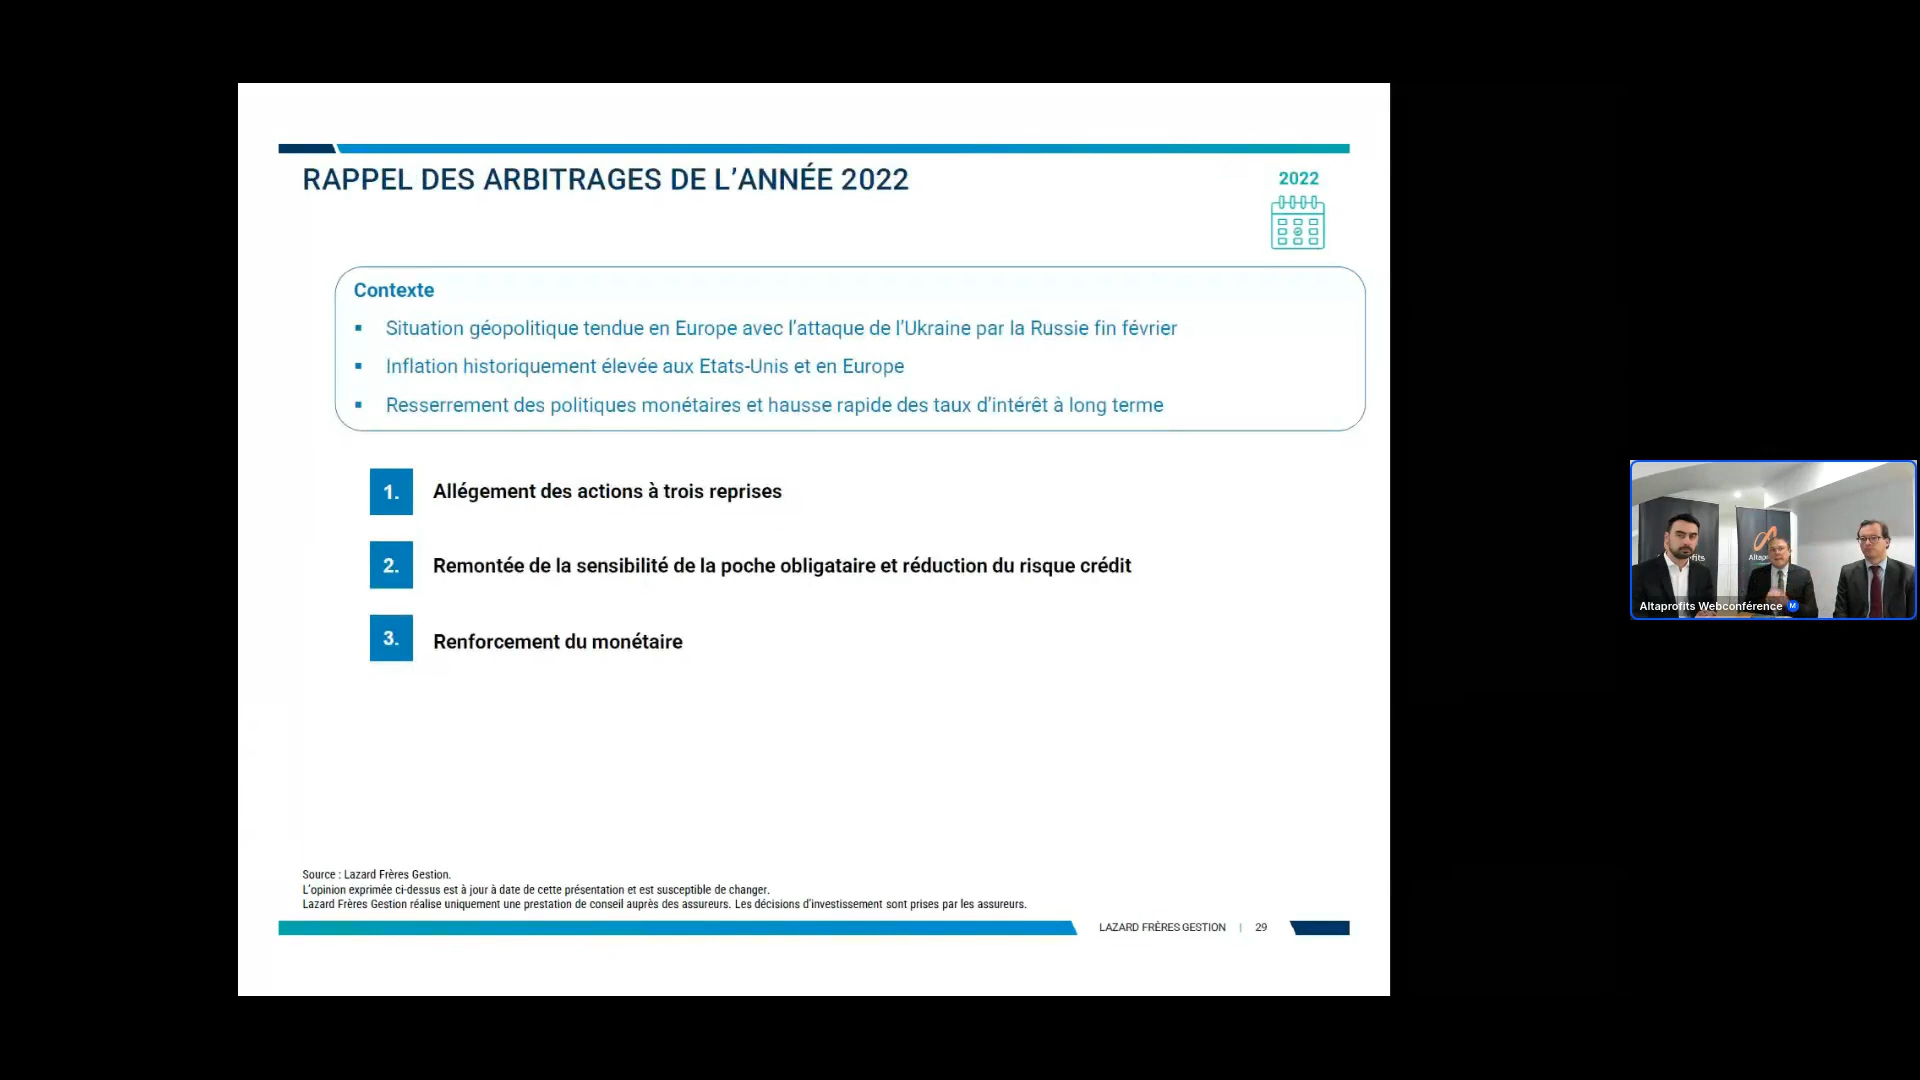 RAPPEL DES ARBITRAGES DE L'ANNÉE 2022
2022
Contexte
▪ Situation géopolitique tendue en Europe avec l'attaque de l'Ukraine par la Russie fin février
▪ Inflation historiquement élevée aux Etats-Unis et en Europe
▪ Resserrement des politiques monétaires et hausse rapide des taux d'intérêt à long terme
1. Allégement des actions à trois reprises
2. Remontée de la sensibilité de la poche obligataire et réduction du risque crédit
3. Renforcement du monétaire
Source : Lazard Frères Gestion.
L'opinion exprimée ci-dessus est à jour à date de cette présentation et est susceptible de changer.
Lazard Frères Gestion réalise uniquement une prestation de conseil auprès des assureurs. Les décisions d'investissement sont prises par les assureurs.
LAZARD FRÈRES GESTION | 29
Altaprofits Webconférence